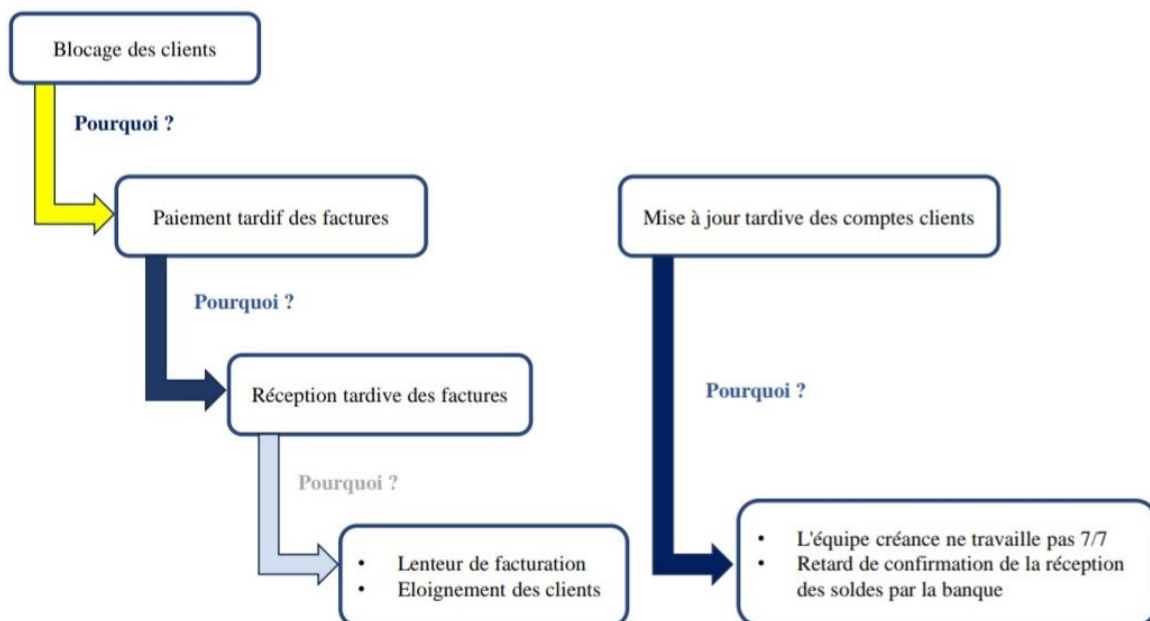 Blocage des clients
Pourquoi ?
Paiement tardif des factures
Mise à jour tardive des comptes clients
Pourquoi ?
Réception tardive des factures
Pourquoi ?
Pourquoi ?
• Lenteur de facturation
• Eloignement des clients
• L'équipe créance ne travaille pas 7/7
• Retard de confirmation de la réception
des soldes par la banque